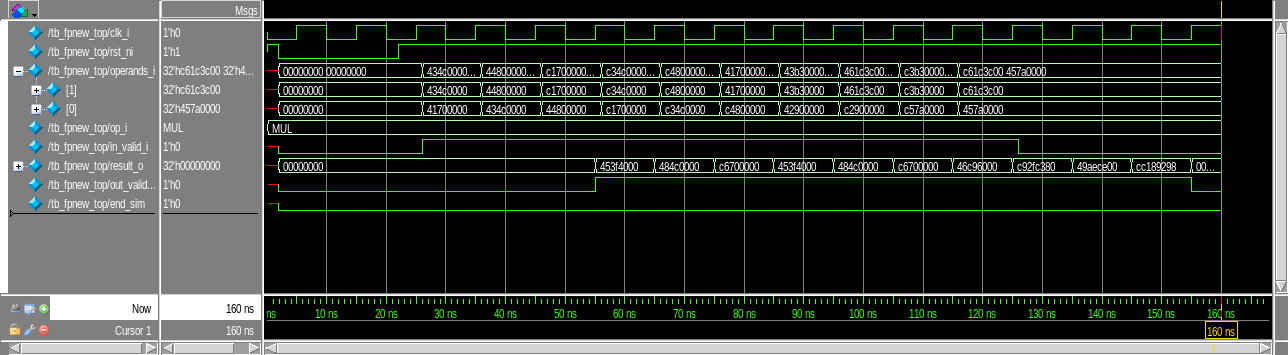 Msgs
/tb_fpnew_top/clk_i 1'h0
/tb_fpnew_top/rst_ni 1'h1
/tb_fpnew_top/operands_i 32'hc61c3c00 32'h4... 00000000 00000000 434c0000... 44800000... c1700000... c34c0000... c4800000... 41700000... 43b30000... 461c3c00... c3b30000... c61c3c00 457a0000
[1] 32'hc61c3c00 00000000 434c0000 44800000 c1700000 c34c0000 c4800000 41700000 43b30000 461c3c00 c3b30000 c61c3c00
[0] 32'h457a0000 00000000 41700000 434c0000 44800000 c1700000 c34c0000 c4800000 42900000 c2900000 c57a0000 457a0000
/tb_fpnew_top/op_i MUL MUL
/tb_fpnew_top/in_valid_i 1'h0
/tb_fpnew_top/result_o 32'h00000000 00000000 453f4000 484c0000 c6700000 453f4000 484c0000 c6700000 46c96000 c92fc380 49aece00 cc189298 00...
/tb_fpnew_top/out_valid... 1'h0
/tb_fpnew_top/end_sim 1'h0
Now 160 ns ns 10 ns 20 ns 30 ns 40 ns 50 ns 60 ns 70 ns 80 ns 90 ns 100 ns 110 ns 120 ns 130 ns 140 ns 150 ns 160 ns
Cursor 1 160 ns 160 ns